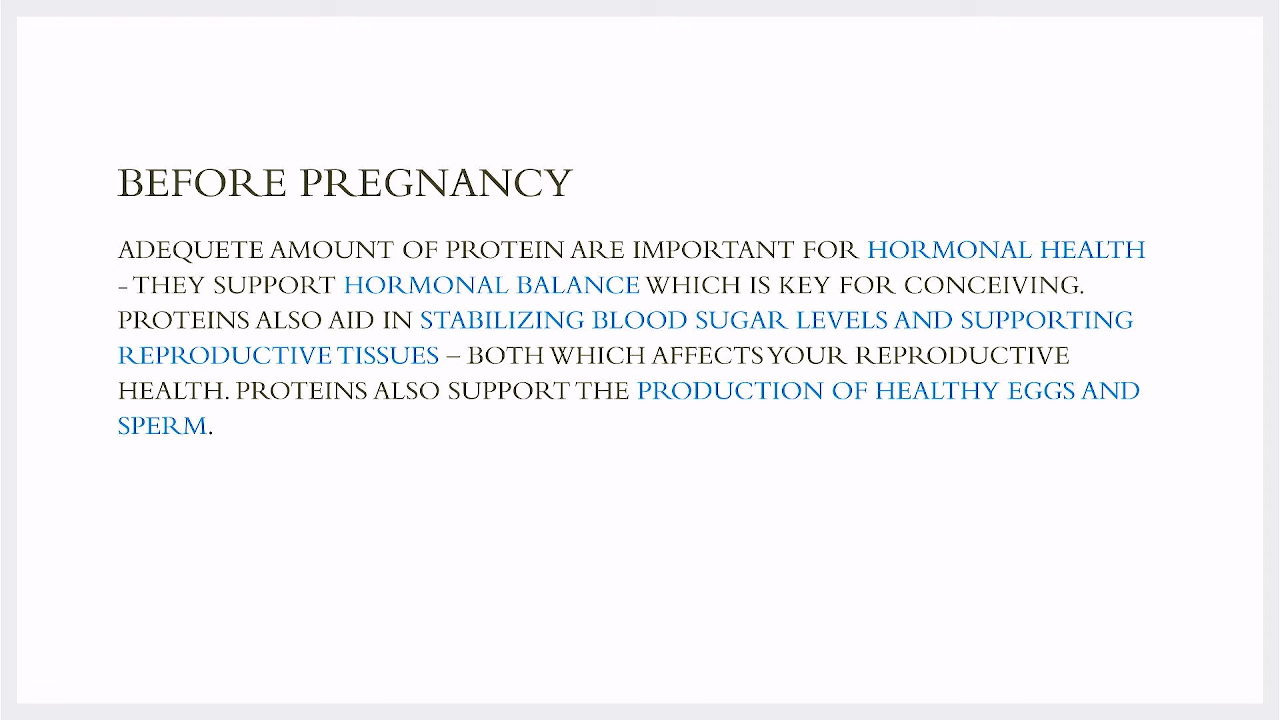 BEFORE PREGNANCY
ADEQUETE AMOUNT OF PROTEIN ARE IMPORTANT FOR HORMONAL HEALTH
- THEY SUPPORT HORMONAL BALANCE WHICH IS KEY FOR CONCEIVING.
PROTEINS ALSO AID IN STABILIZING BLOOD SUGAR LEVELS AND SUPPORTING
REPRODUCTIVE TISSUES – BOTH WHICH AFFECTS YOUR REPRODUCTIVE
HEALTH. PROTEINS ALSO SUPPORT THE PRODUCTION OF HEALTHY EGGS AND
SPERM.